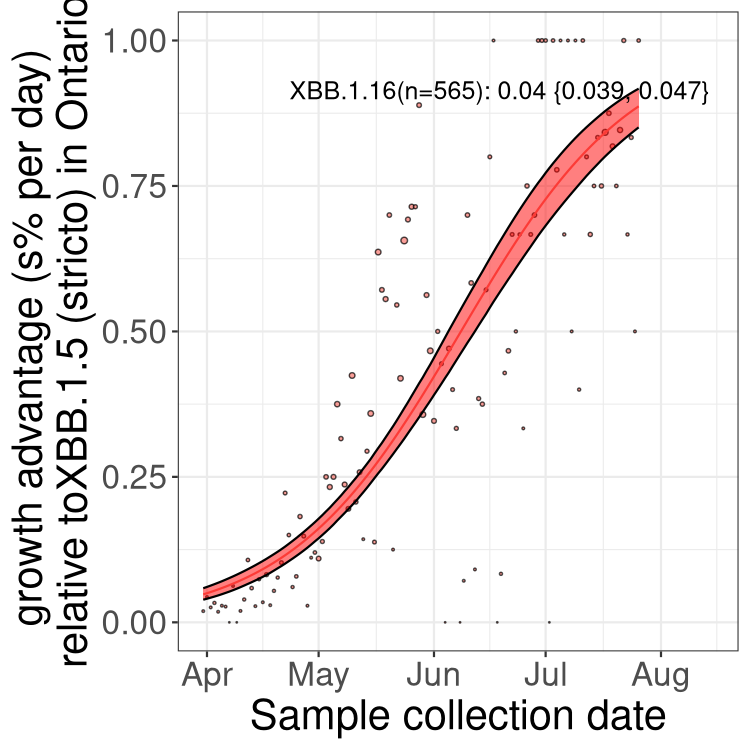 growth advantage (s% per day)
relative toXBB.1.5 (stricto) in Ontario
1.00
0.75
0.50
0.25
0.00
XBB.1.16(n=565): 0.04 {0.039, 0.047}
Apr May Jun Jul Aug
Sample collection date